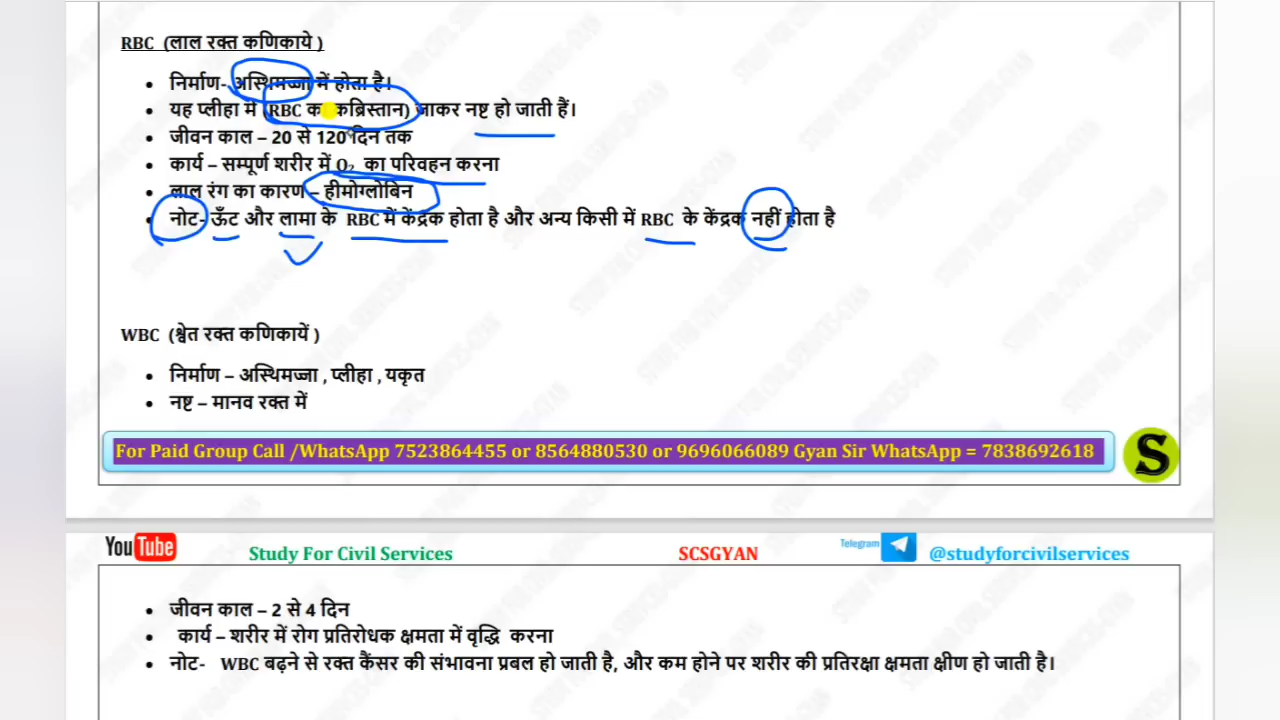 RBC (लाल रक्त कणिकाये )
• निर्माण- अस्थिमज्जा में होता है।
• यह प्लीहा में (RBC का कब्रिस्तान) जाकर नष्ट हो जाती हैं।
• जीवन काल – 20 से 120 दिन तक
• कार्य – सम्पूर्ण शरीर में O₂ का परिवहन करना
• लाल रंग का कारण – हीमोग्लोबिन
• नोट- ऊँट और लामा के RBC में केंद्रक होता है और अन्य किसी में RBC के केंद्रक नहीं होता है
WBC (श्वेत रक्त कणिकायें )
• निर्माण – अस्थिमज्जा , प्लीहा , यकृत
• नष्ट – मानव रक्त में
For Paid Group Call /WhatsApp 7523864455 or 8564880530 or 9696066089 Gyan Sir WhatsApp = 7838692618
S
YouTube Study For Civil Services SCSGYAN Telegram @studyforcivilservices
• जीवन काल – 2 से 4 दिन
• कार्य – शरीर में रोग प्रतिरोधक क्षमता में वृद्धि करना
• नोट- WBC बढ़ने से रक्त कैंसर की संभावना प्रबल हो जाती है, और कम होने पर शरीर की प्रतिरक्षा क्षमता क्षीण हो जाती है।